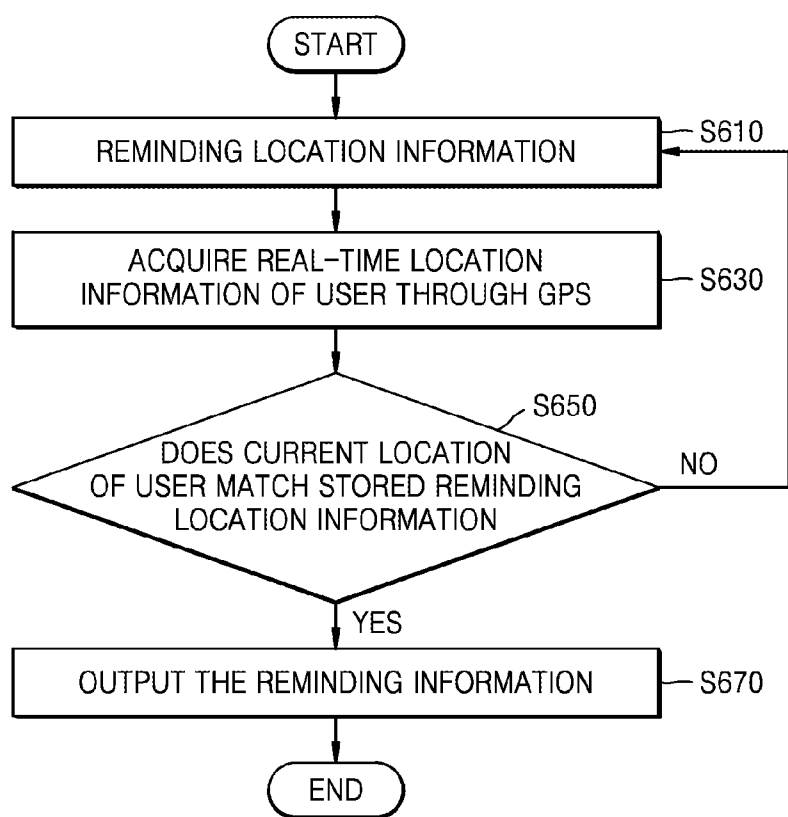 START
REMINDING LOCATION INFORMATION
S610
ACQUIRE REAL-TIME LOCATION
INFORMATION OF USER THROUGH GPS
S630
S650
DOES CURRENT LOCATION
OF USER MATCH STORED REMINDING
LOCATION INFORMATION
NO
YES
OUTPUT THE REMINDING INFORMATION
S670
END